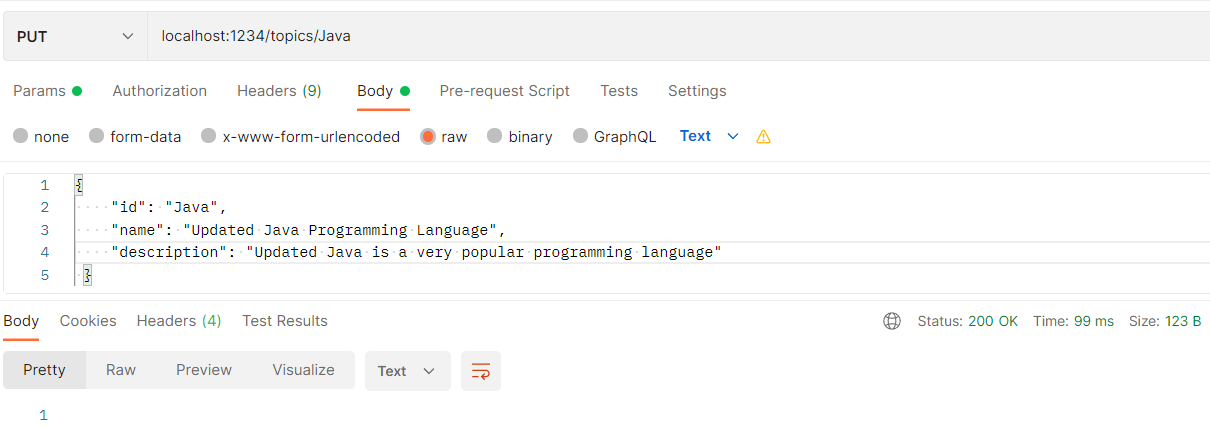 PUT localhost:1234/topics/Java
Params Authorization Headers (9) Body Pre-request Script Tests Settings
none form-data x-www-form-urlencoded raw binary GraphQL Text
1 {
2 "id": "Java",
3 "name": "Updated Java Programming Language",
4 "description": "Updated Java is a very popular programming language"
5 }
Body Cookies Headers (4) Test Results Status: 200 OK Time: 99 ms Size: 123 B
Pretty Raw Preview Visualize Text
1